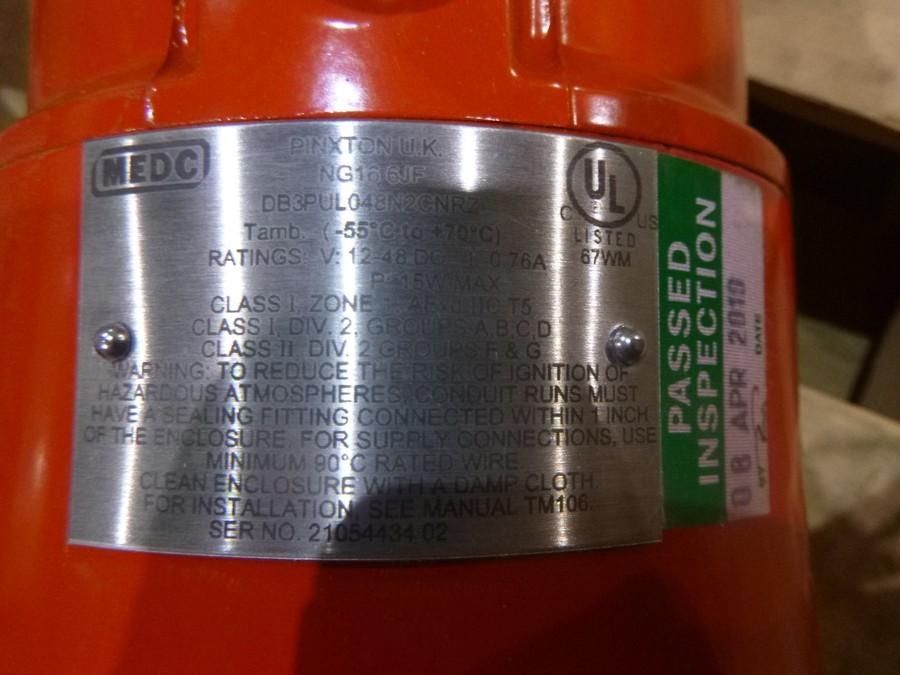 MEDC
PINXTON U.K.
NG16 6JF
DB3PUL048N2CNRZ
Tamb. (-55°C to +70°C)
RATINGS: V: 12-48 DC I: 0.76A
P: 15W MAX
CLASS I, ZONE IIC T5
CLASS I, DIV. 2, GROUPS A,B,C,D
CLASS II, DIV. 2 GROUPS F & G
WARNING: TO REDUCE THE RISK OF IGNITION OF
HAZARDOUS ATMOSPHERES CONDUIT RUNS MUST
HAVE A SEALING FITTING CONNECTED WITHIN 1 INCH
OF THE ENCLOSURE. FOR SUPPLY CONNECTIONS, USE
MINIMUM 90°C RATED WIRE.
CLEAN ENCLOSURE WITH A DAMP CLOTH.
FOR INSTALLATION, SEE MANUAL TM106.
SER NO. 21054434 02
UL
C US
LISTED
67WM
PASSED
INSPECTION
08 APR 2010
BY DATE